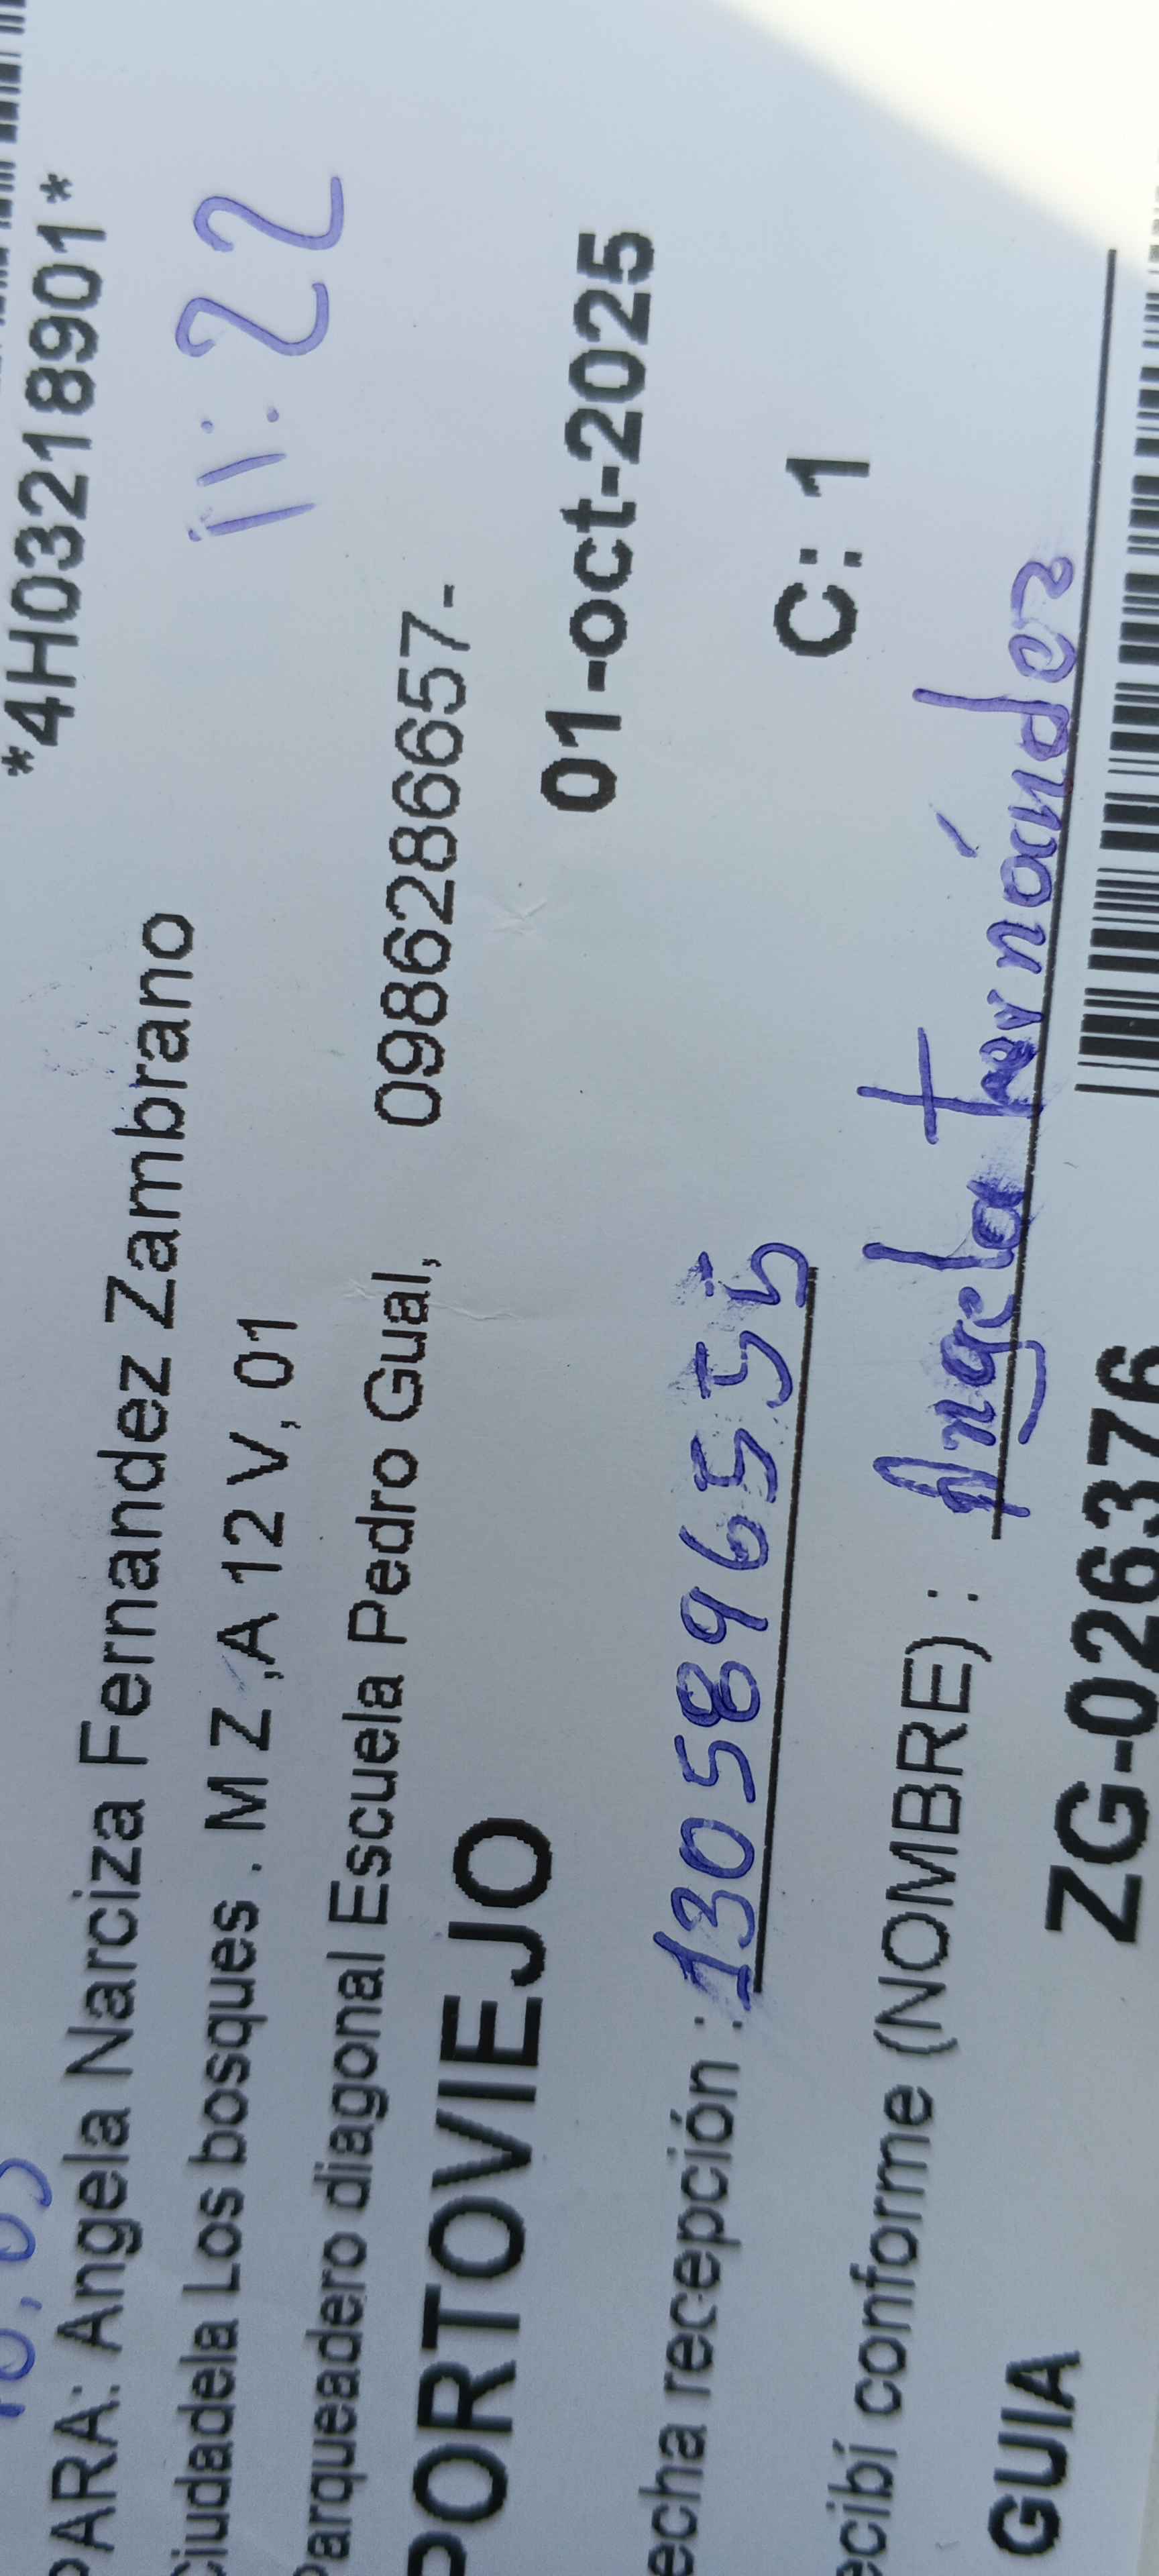 *4H03218901*
PARA: Angela Narciza Fernandez Zambrano
11:22
Ciudadela Los bosques . M Z ,A 12 V, 01
Parqueadero diagonal Escuela Pedro Gual, 0986286657-
PORTOVIEJO
01-oct-2025
echa recepción : 1305896555
C: 1
ecibí conforme (NOMBRE) : Angela Fernández
GUIA ZG-026376